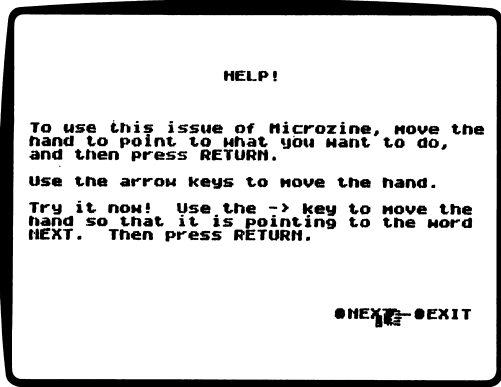 HELP!
To use this issue of Microzine, move the
hand to point to what you want to do,
and then press RETURN.
Use the arrow keys to move the hand.
Try it now! Use the -> key to move the
hand so that it is pointing to the word
NEXT. Then press RETURN.
NEXT EXIT